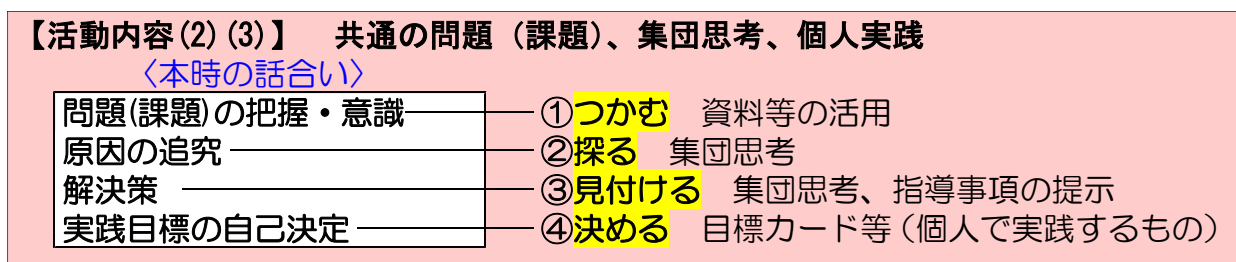 【活動内容(2)(3)】 共通の問題（課題）、集団思考、個人実践
〈本時の話合い〉
問題(課題)の把握・意識 ①つかむ 資料等の活用
原因の追究 ②探る 集団思考
解決策 ③見付ける 集団思考、指導事項の提示
実践目標の自己決定 ④決める 目標カード等（個人で実践するもの）